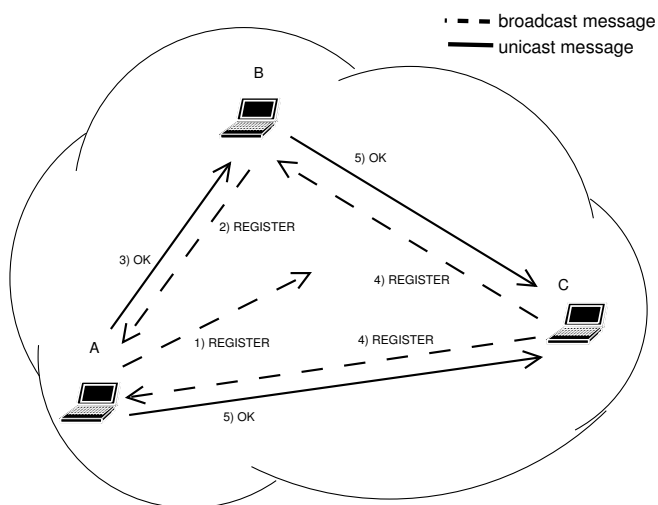 broadcast message
unicast message
B
5) OK
2) REGISTER
3) OK
4) REGISTER
C
A
1) REGISTER
4) REGISTER
5) OK